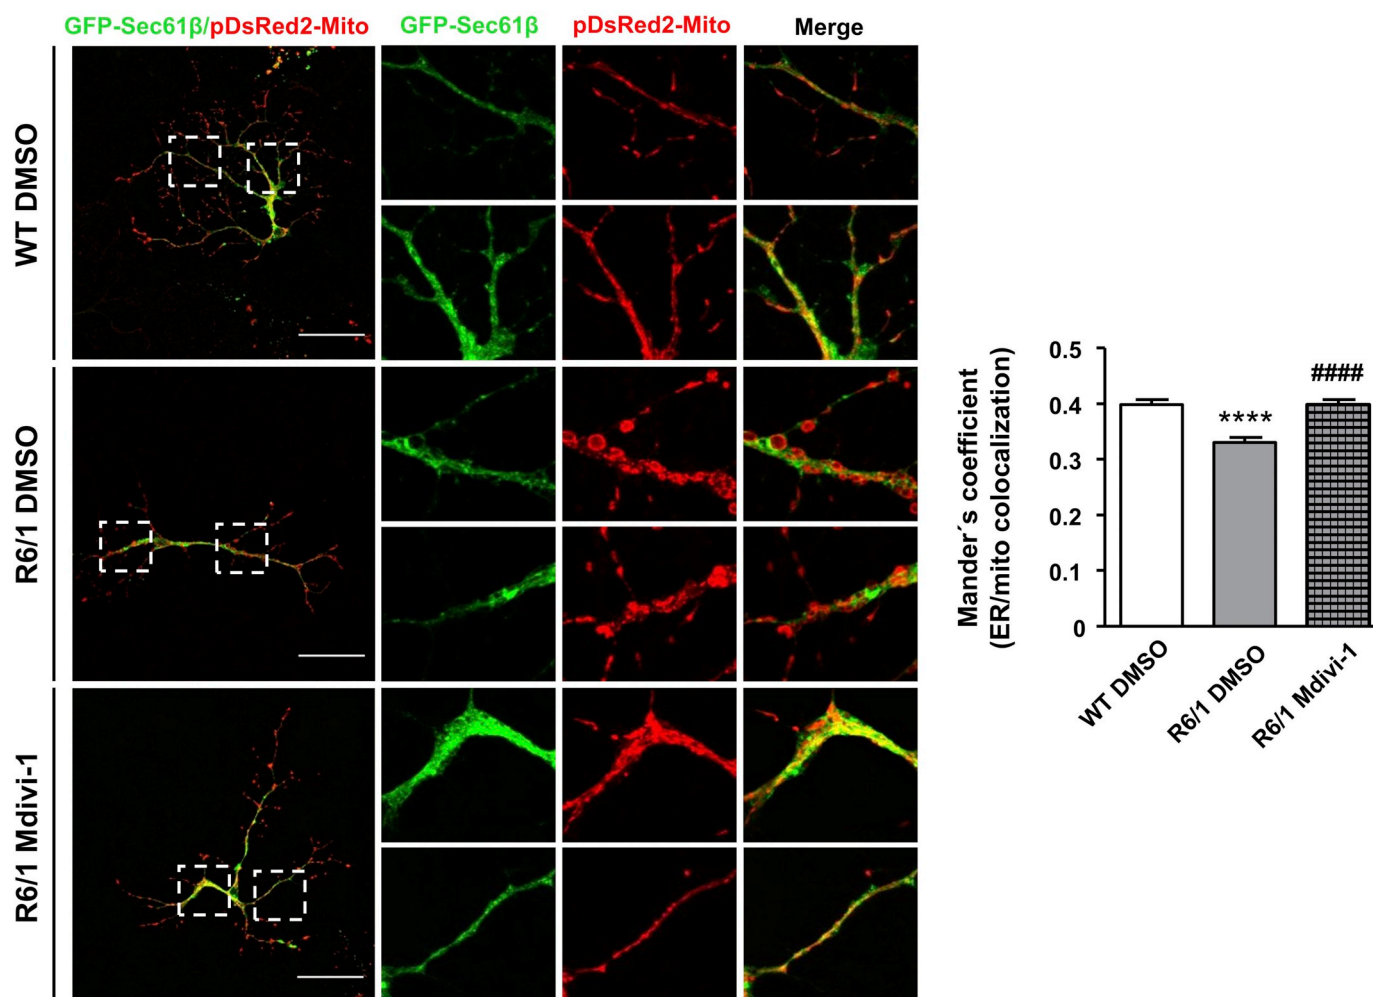 GFP-Sec61β/pDsRed2-Mito
GFP-Sec61β
pDsRed2-Mito
Merge
WT DMSO
R6/1 DMSO
R6/1 Mdivi-1
Mander´s coefficient
(ER/mito colocalization)
0.5
0.4
0.3
0.2
0.1
0
****
####
WT DMSO
R6/1 DMSO
R6/1 Mdivi-1